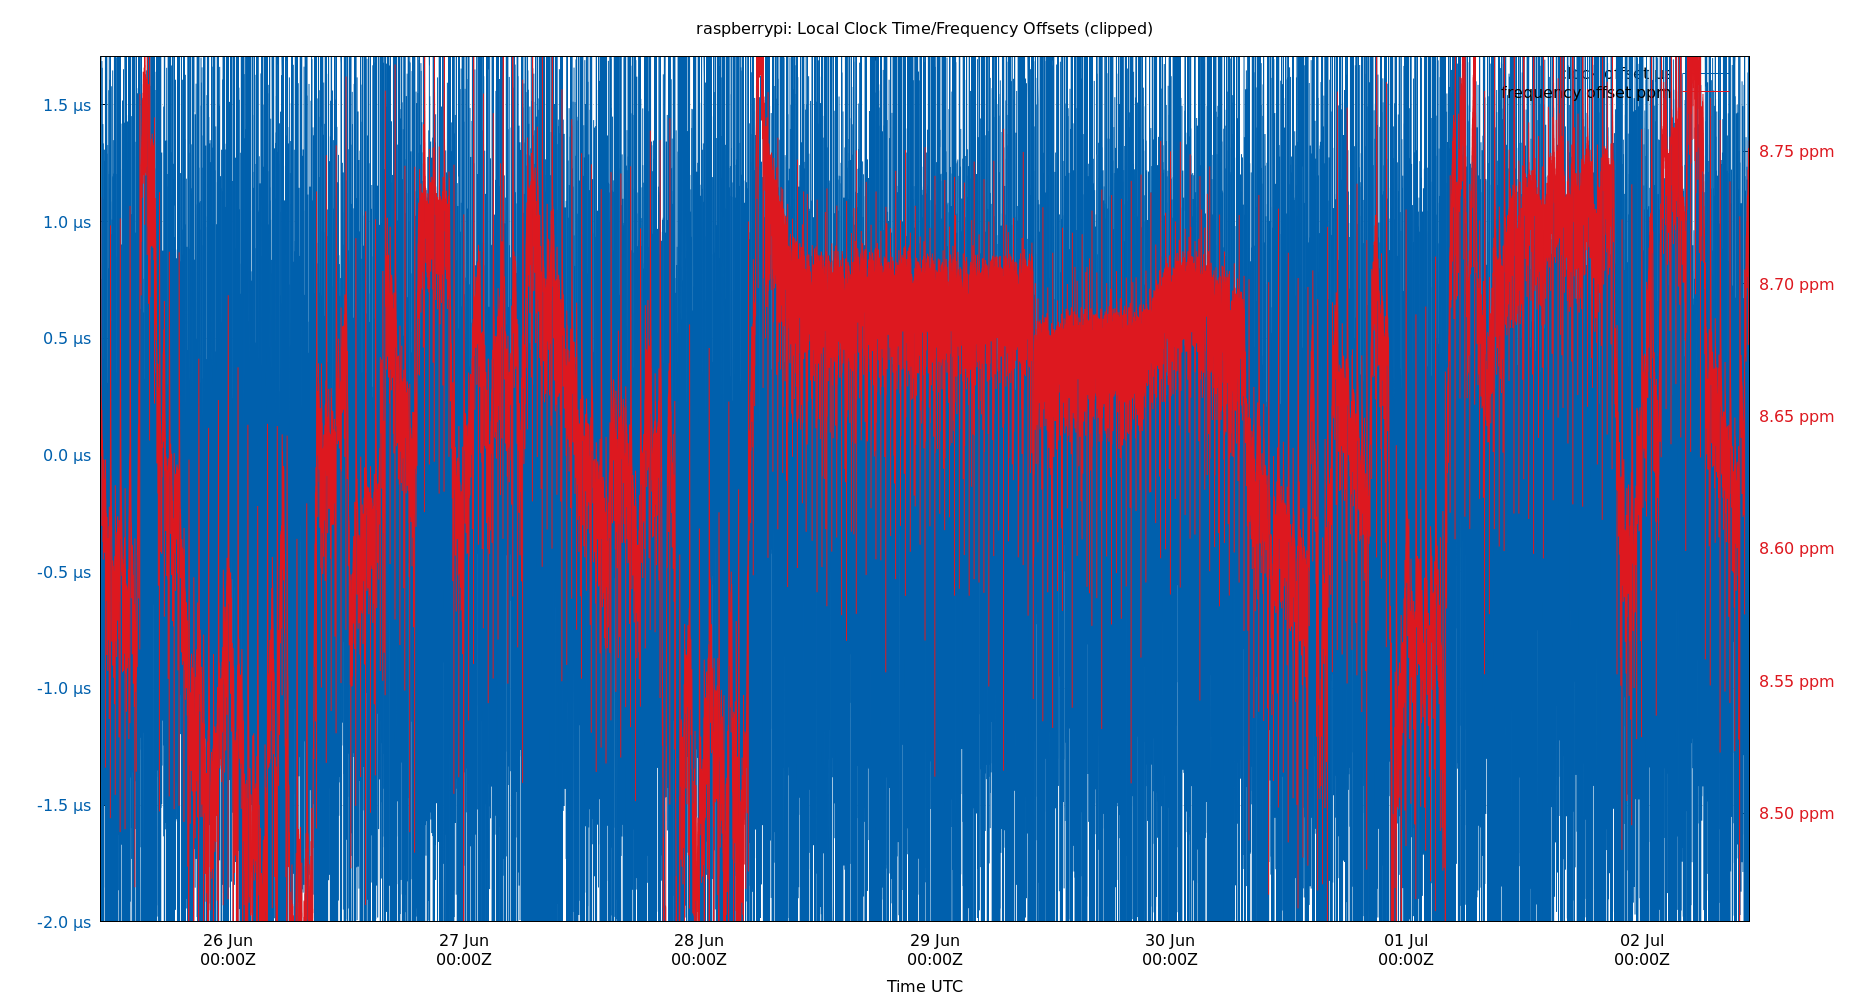 raspberrypi: Local Clock Time/Frequency Offsets (clipped)
clock offset µs
frequency offset ppm
1.5 µs
1.0 µs
0.5 µs
0.0 µs
-0.5 µs
-1.0 µs
-1.5 µs
-2.0 µs
8.75 ppm
8.70 ppm
8.65 ppm
8.60 ppm
8.55 ppm
8.50 ppm
26 Jun 27 Jun 28 Jun 29 Jun 30 Jun 01 Jul 02 Jul
00:00Z 00:00Z 00:00Z 00:00Z 00:00Z 00:00Z 00:00Z
Time UTC